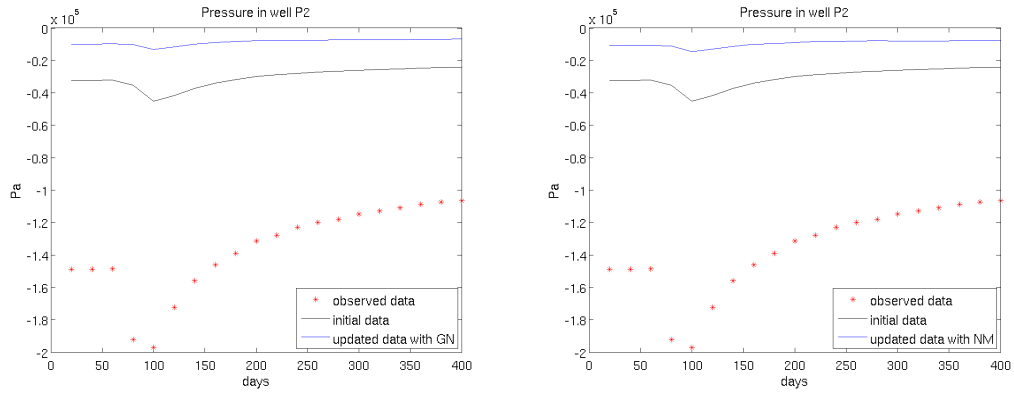 Pressure in well P2
x 10^5
0
-0.2
-0.4
-0.6
-0.8
-1
-1.2
-1.4
-1.6
-1.8
-2
Pa
0 50 100 150 200 250 300 350 400
days
observed data
initial data
updated data with GN
Pressure in well P2
x 10^5
0
-0.2
-0.4
-0.6
-0.8
-1
-1.2
-1.4
-1.6
-1.8
-2
Pa
0 50 100 150 200 250 300 350 400
days
observed data
initial data
updated data with NM